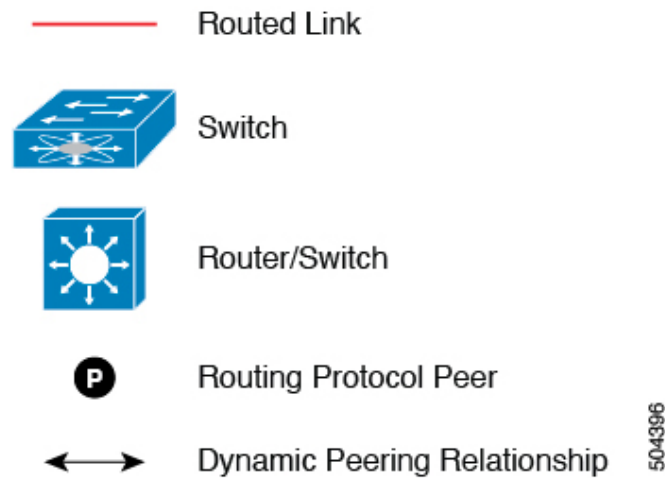 Routed Link
Switch
Router/Switch
P
Routing Protocol Peer
Dynamic Peering Relationship
504396